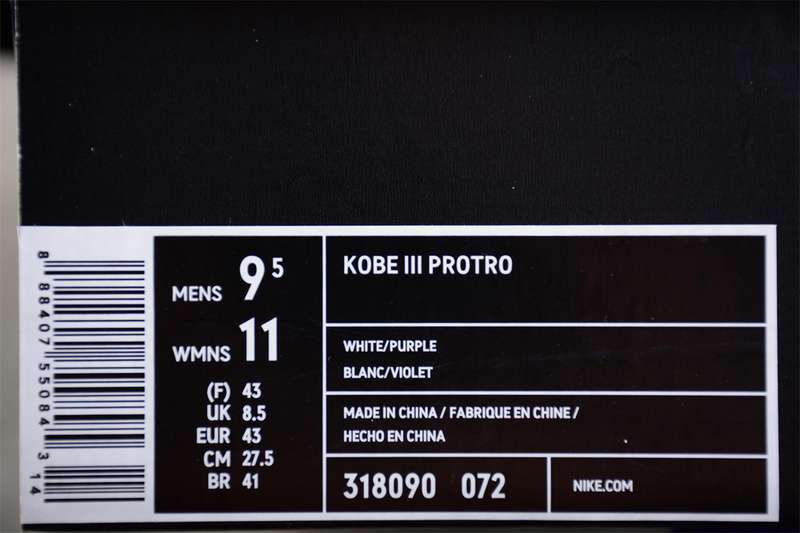 8 88407 55084 3 14
MENS 9.5
WMNS 11
(F) 43
UK 8.5
EUR 43
CM 27.5
BR 41
KOBE III PROTRO
WHITE/PURPLE
BLANC/VIOLET
MADE IN CHINA / FABRIQUE EN CHINE /
HECHO EN CHINA
318090 072
NIKE.COM